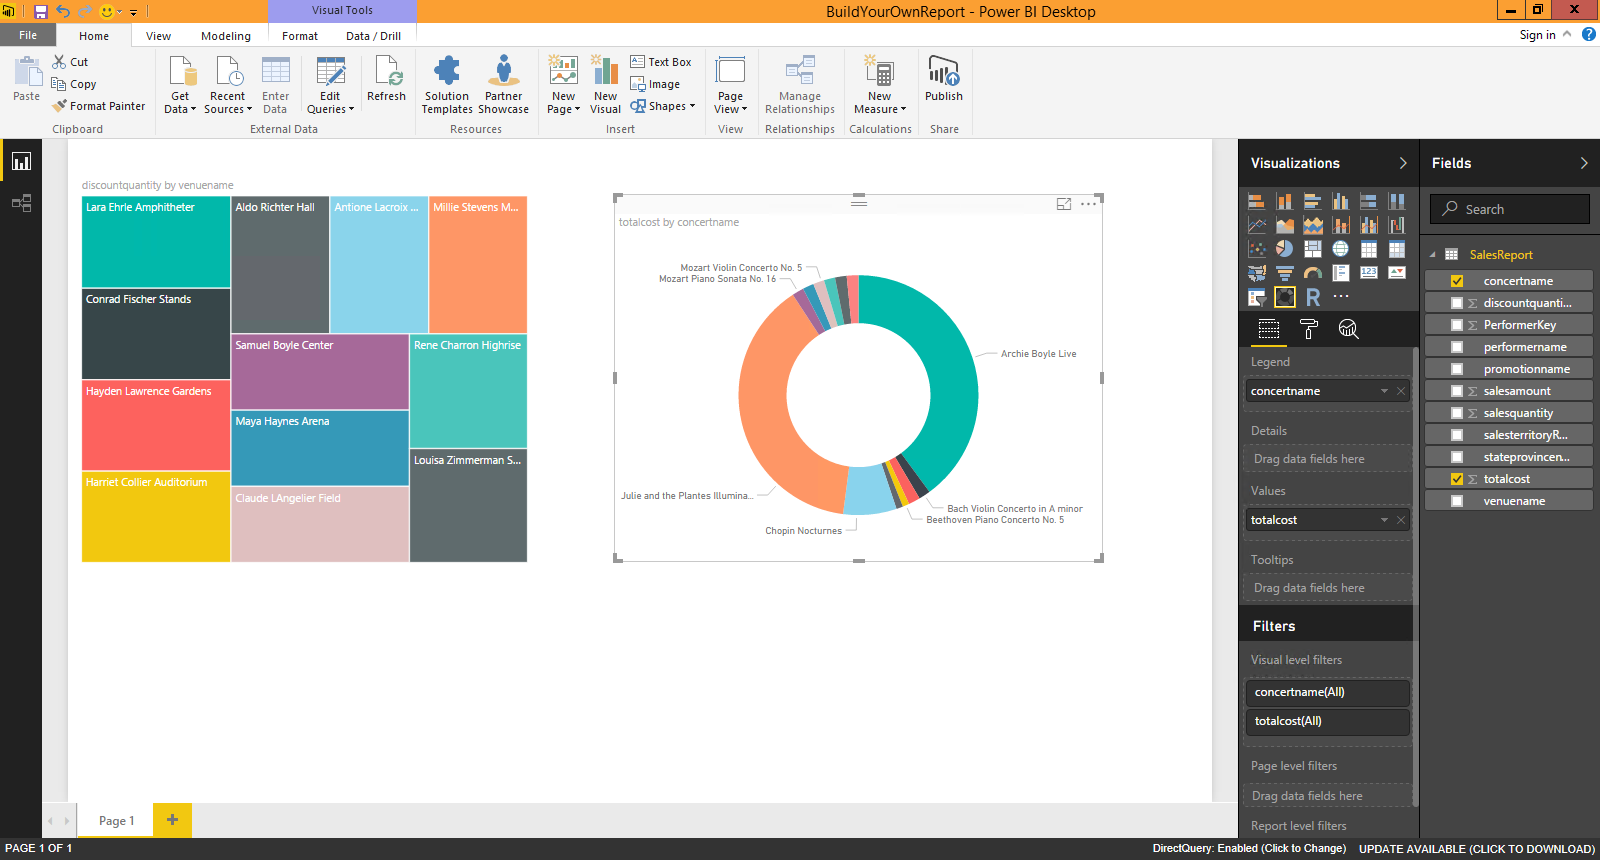 Visual Tools
BuildYourOwnReport - Power BI Desktop
File
Home
View
Modeling
Format
Data / Drill
Sign in
Paste
Cut
Copy
Format Painter
Clipboard
Get Data
Recent Sources
Enter Data
Edit Queries
Refresh
External Data
Solution Templates
Partner Showcase
Resources
New Page
New Visual
Text Box
Image
Shapes
Insert
Page View
View
Manage Relationships
Relationships
New Measure
Calculations
Publish
Share
discountquantity by venuename
Lara Ehrle Amphitheter
Conrad Fischer Stands
Hayden Lawrence Gardens
Harriet Collier Auditorium
Aldo Richter Hall
Antione Lacroix ...
Millie Stevens M...
Samuel Boyle Center
Maya Haynes Arena
Claude LAngelier Field
Rene Charron Highrise
Louisa Zimmerman S...
totalcost by concertname
Mozart Violin Concerto No. 5
Mozart Piano Sonata No. 16
Archie Boyle Live
Julie and the Plantes Illumina...
Bach Violin Concerto in A minor
Beethoven Piano Concerto No. 5
Chopin Nocturnes
Visualizations
R
123
Legend
concertname
Details
Drag data fields here
Values
totalcost
Tooltips
Drag data fields here
Filters
Visual level filters
concertname(All)
totalcost(All)
Page level filters
Drag data fields here
Report level filters
Fields
Search
SalesReport
concertname
Σ discountquanti...
Σ PerformerKey
performername
promotionname
Σ salesamount
Σ salesquantity
salesterritoryR...
stateprovincen...
Σ totalcost
venuename
Page 1
PAGE 1 OF 1
DirectQuery: Enabled (Click to Change)
UPDATE AVAILABLE (CLICK TO DOWNLOAD)